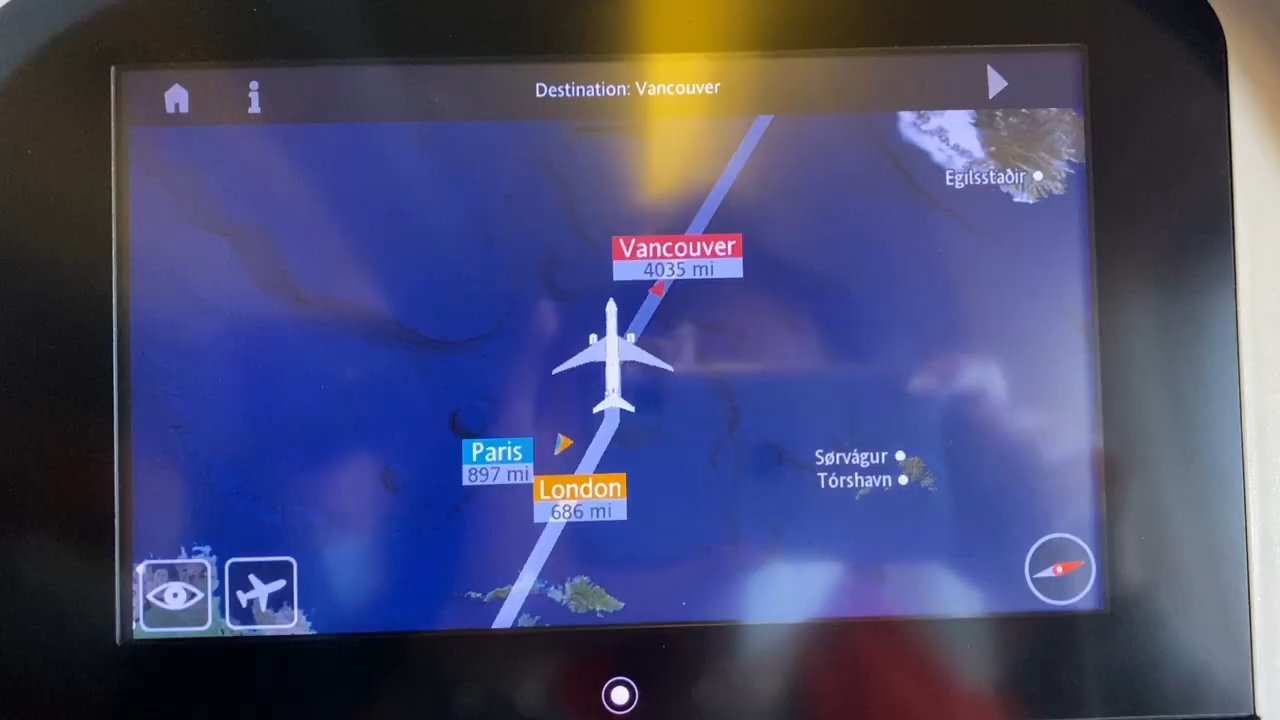 Destination: Vancouver
Egilsstaðir
Vancouver
4035 mi
Paris
897 mi
London
686 mi
Sørvágur
Tórshavn